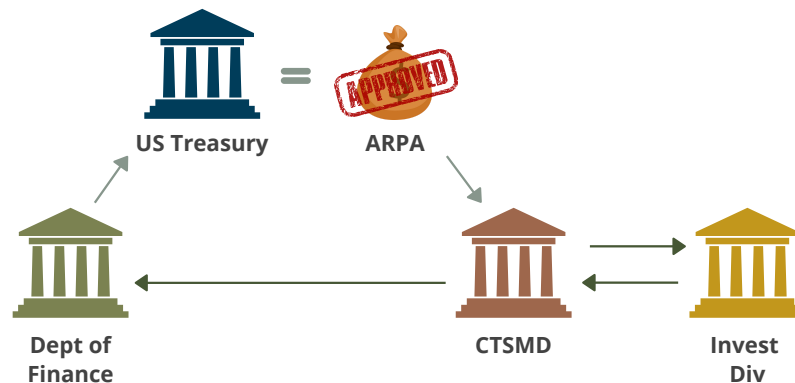 =
APPROVED
US Treasury
ARPA
Dept of
Finance
CTSMD
Invest
Div